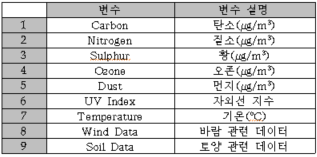 변수 변수 설명
1 Carbon 탄소(μg/m³)
2 Nitrogen 질소(μg/m³)
3 Sulphur 황(μg/m³)
4 Ozone 오존(μg/m³)
5 Dust 먼지(μg/m³)
6 UV Index 자외선 지수
7 Temperature 기온(℃)
8 Wind Data 바람 관련 데이터
9 Soil Data 토양 관련 데이터